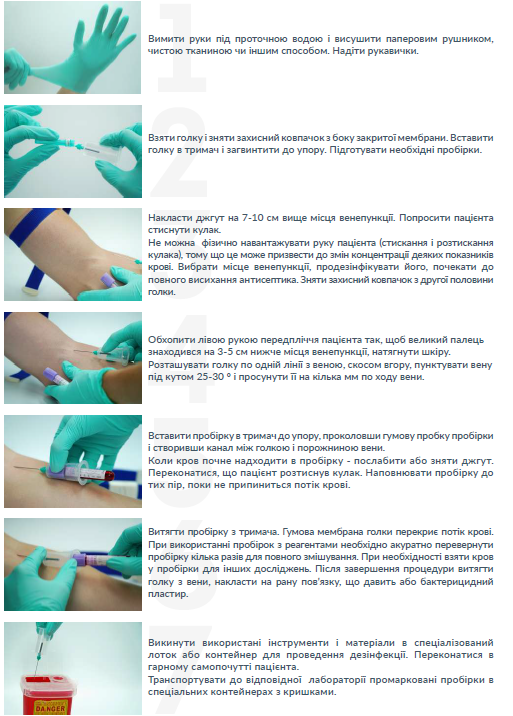 1
Вимити руки під проточною водою і висушити паперовим рушником,
чистою тканиною чи іншим способом. Надіти рукавички.
2
Взяти голку і зняти захисний ковпачок з боку закритої мембрани. Вставити
голку в тримач і загвинтити до упору. Підготувати необхідні пробірки.
Накласти джгут на 7-10 см вище місця венепункції. Попросити пацієнта
стиснути кулак.
Не можна фізично навантажувати руку пацієнта (стискання і розтискання
кулака), тому що це може призвести до змін концентрації деяких показників
крові. Вибрати місце венепункції, продезінфікувати його, почекати до
повного висихання антисептика. Зняти захисний ковпачок з другої половини
голки.
4
Обхопити лівою рукою передпліччя пацієнта так, щоб великий палець
знаходився на 3-5 см нижче місця венепункції, натягнути шкіру.
Розташувати голку по одній лінії з веною, скосом вгору, пунктувати вену
під кутом 25-30 º і просунути її на кілька мм по ходу вени.
Вставити пробірку в тримач до упору, проколовши гумову пробку пробірки
і створивши канал між голкою і порожниною вени.
Коли кров почне надходити в пробірку - послабити або зняти джгут.
Переконатися, що пацієнт розтиснув кулак. Наповнювати пробірку до
тих пір, поки не припиниться потік крові.
Витягти пробірку з тримача. Гумова мембрана голки перекриє потік крові.
При використанні пробірок з реагентами необхідно акуратно перевернути
пробірку кілька разів для повного змішування. При необхідності взяти кров
у пробірки для інших досліджень. Після завершення процедури витягти
голку з вени, накласти на рану пов'язку, що давить або бактерицидний
пластир.
7
Викинути використані інструменти і матеріали в спеціалізований
лоток або контейнер для проведення дезінфекції. Переконатися в
гарному самопочутті пацієнта.
Транспортувати до відповідної лабораторії промарковані пробірки в
спеціальних контейнерах з кришками.
DANGER